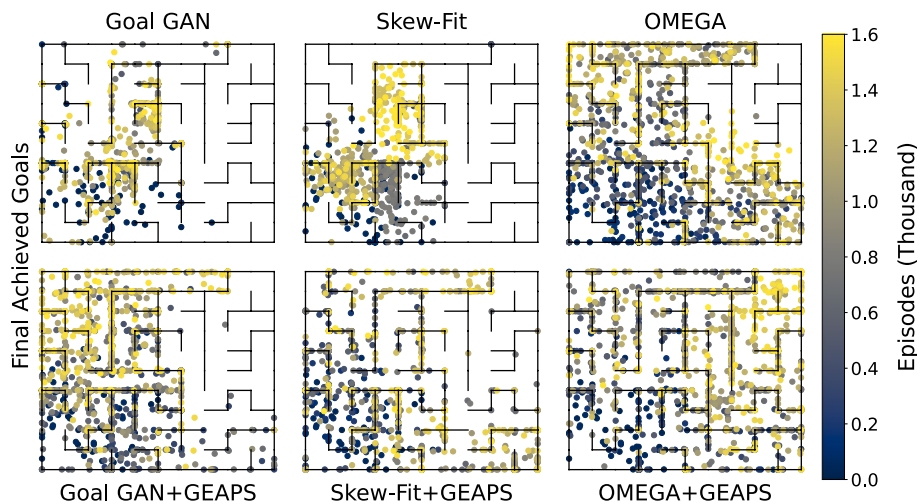 Goal GAN
Skew-Fit
OMEGA
Final Achieved Goals
Goal GAN+GEAPS
Skew-Fit+GEAPS
OMEGA+GEAPS
1.6
1.4
1.2
1.0
0.8
0.6
0.4
0.2
0.0
Episodes (Thousand)